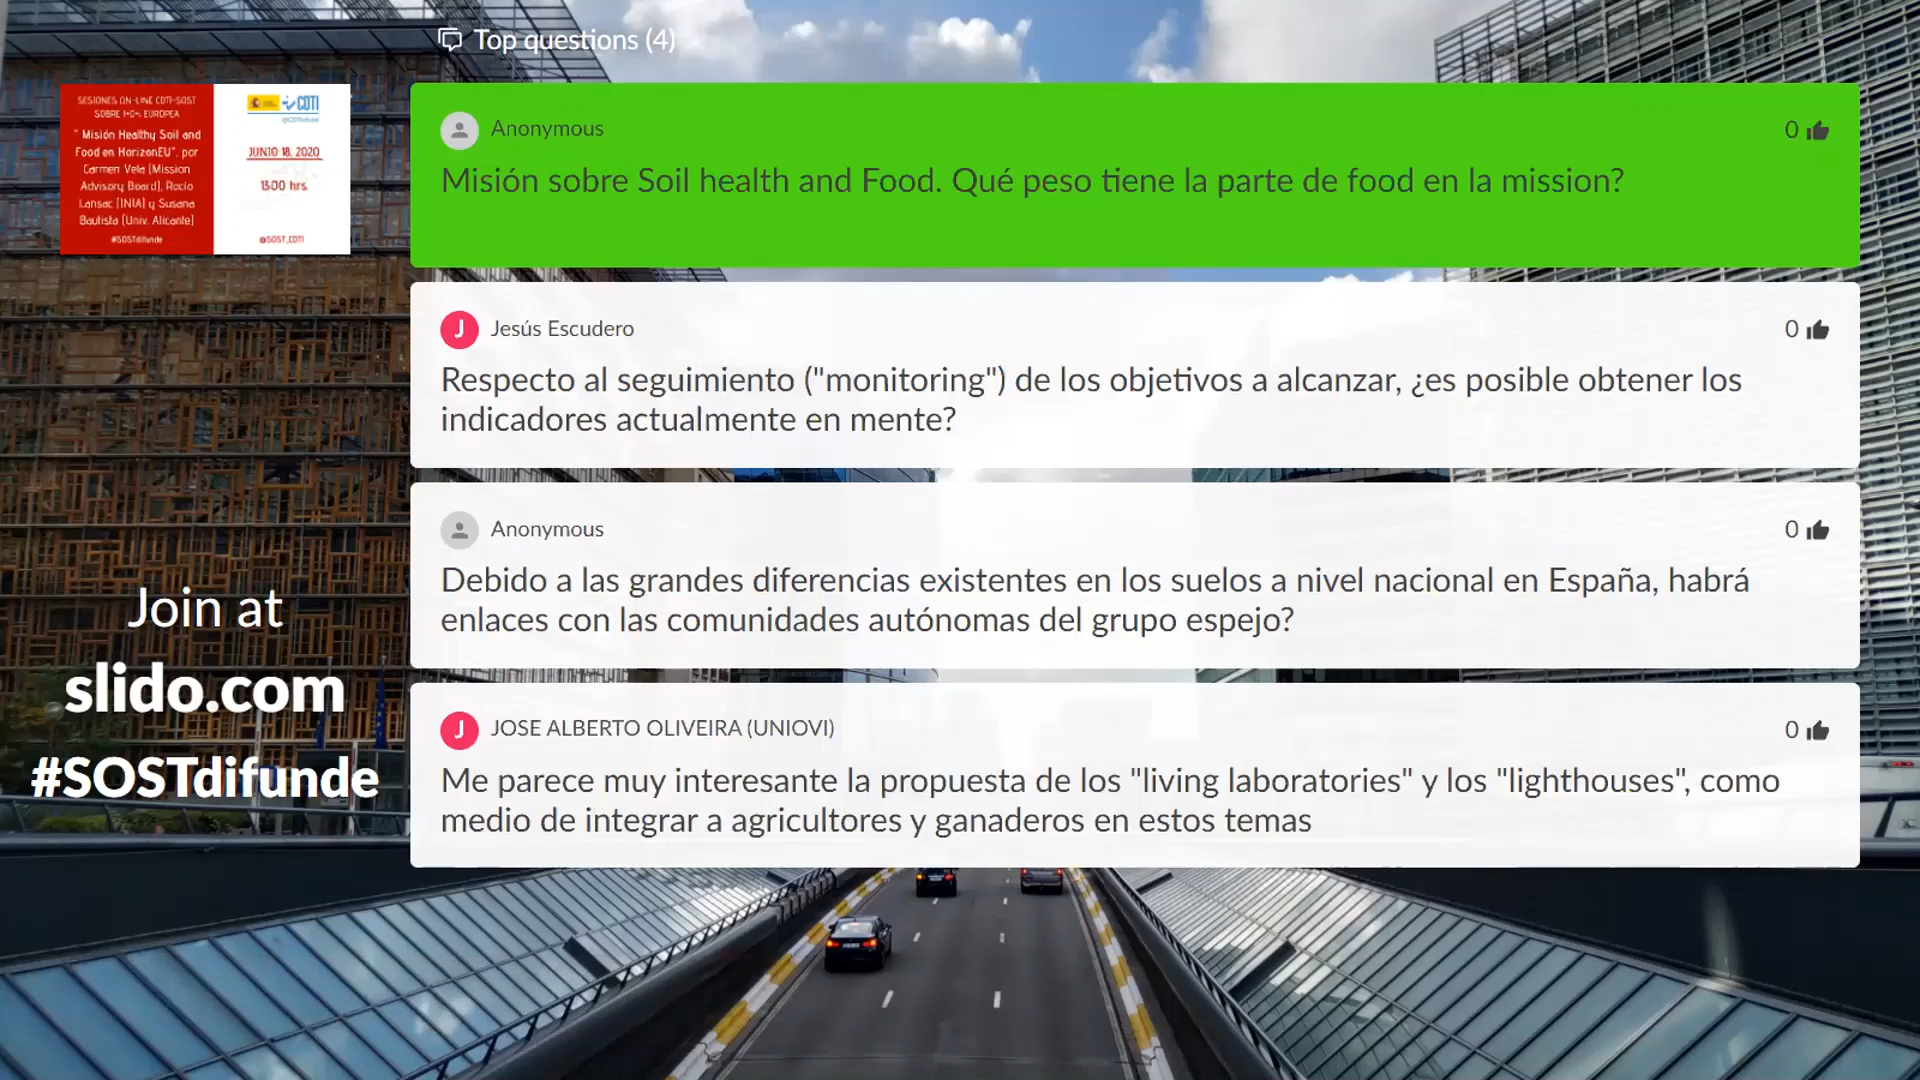 Top questions (4)
SESIONES ON-LINE CDTI-SOST
SOBRE I+D+i EUROPEA
" Misión Healthy Soil and
Food en HorizonEU", por
Carmen Vela (Mission
Advisory Board), Rocío
Lansac (INIA) y Susana
Bautista (Univ. Alicante)
#SOSTdifunde
CDTI
@CDTIoficial
JUNIO 18, 2020
13:00 hrs.
@SOST_CDTI
Anonymous
0
Misión sobre Soil health and Food. Qué peso tiene la parte de food en la mission?
J Jesús Escudero
0
Respecto al seguimiento ("monitoring") de los objetivos a alcanzar, ¿es posible obtener los
indicadores actualmente en mente?
Anonymous
0
Debido a las grandes diferencias existentes en los suelos a nivel nacional en España, habrá
enlaces con las comunidades autónomas del grupo espejo?
J JOSE ALBERTO OLIVEIRA (UNIOVI)
0
Me parece muy interesante la propuesta de los "living laboratories" y los "lighthouses", como
medio de integrar a agricultores y ganaderos en estos temas
Join at
slido.com
#SOSTdifunde